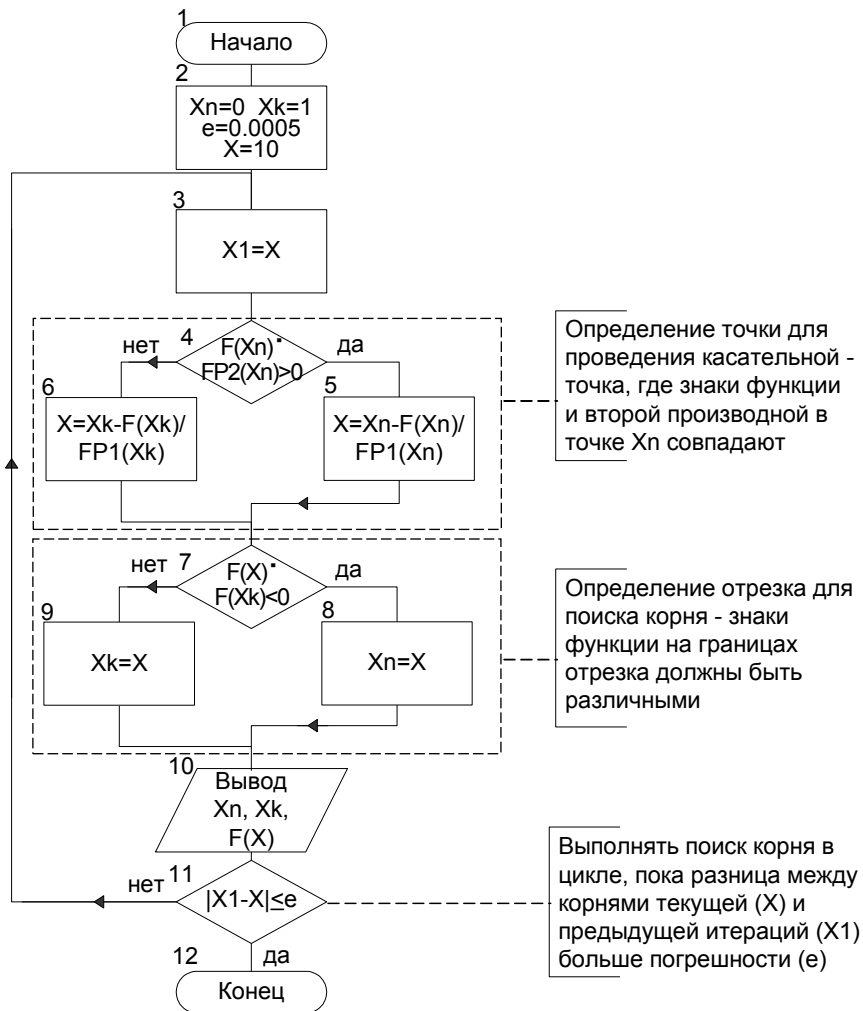 1
Начало
2
Xn=0 Xk=1
e=0.0005
X=10
3
X1=X
4
нет
да
F(Xn)·
FP2(Xn)>0
6
X=Xk-F(Xk)/
FP1(Xk)
5
X=Xn-F(Xn)/
FP1(Xn)
Определение точки для
проведения касательной -
точка, где знаки функции
и второй производной в
точке Xn совпадают
нет
7
да
F(X)·
F(Xk)<0
9
Xk=X
8
Xn=X
Определение отрезка для
поиска корня - знаки
функции на границах
отрезка должны быть
различными
10
Вывод
Xn, Xk,
F(X)
нет
11
|X1-X|≤e
Выполнять поиск корня в
цикле, пока разница между
корнями текущей (X) и
предыдущей итераций (X1)
больше погрешности (e)
12
да
Конец